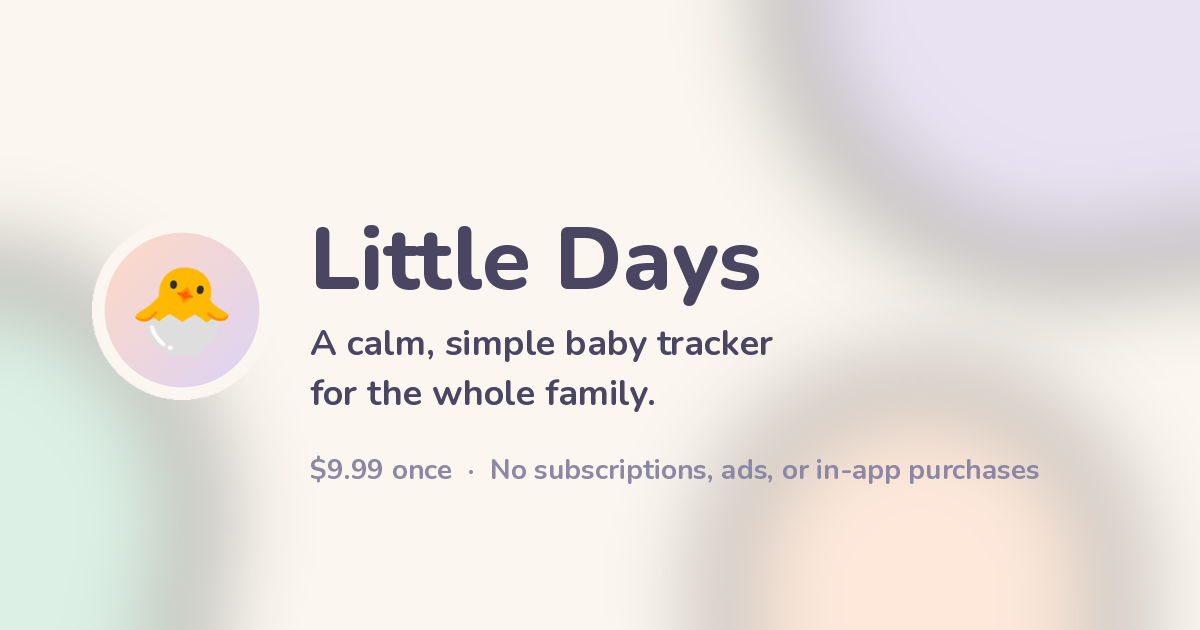 Little Days
A calm, simple baby tracker
for the whole family.
$9.99 once · No subscriptions, ads, or in-app purchases